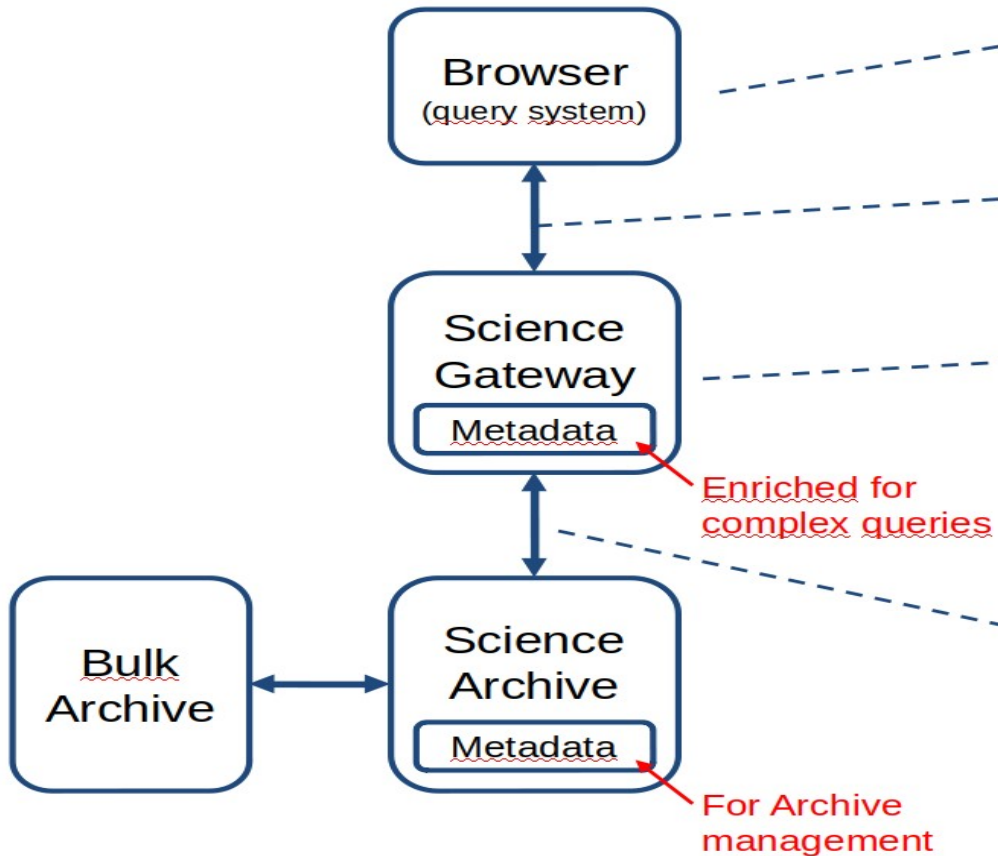 Browser
(query system)
Science
Gateway
Metadata
Enriched for
complex queries
Bulk
Archive
Science
Archive
Metadata
For Archive
management